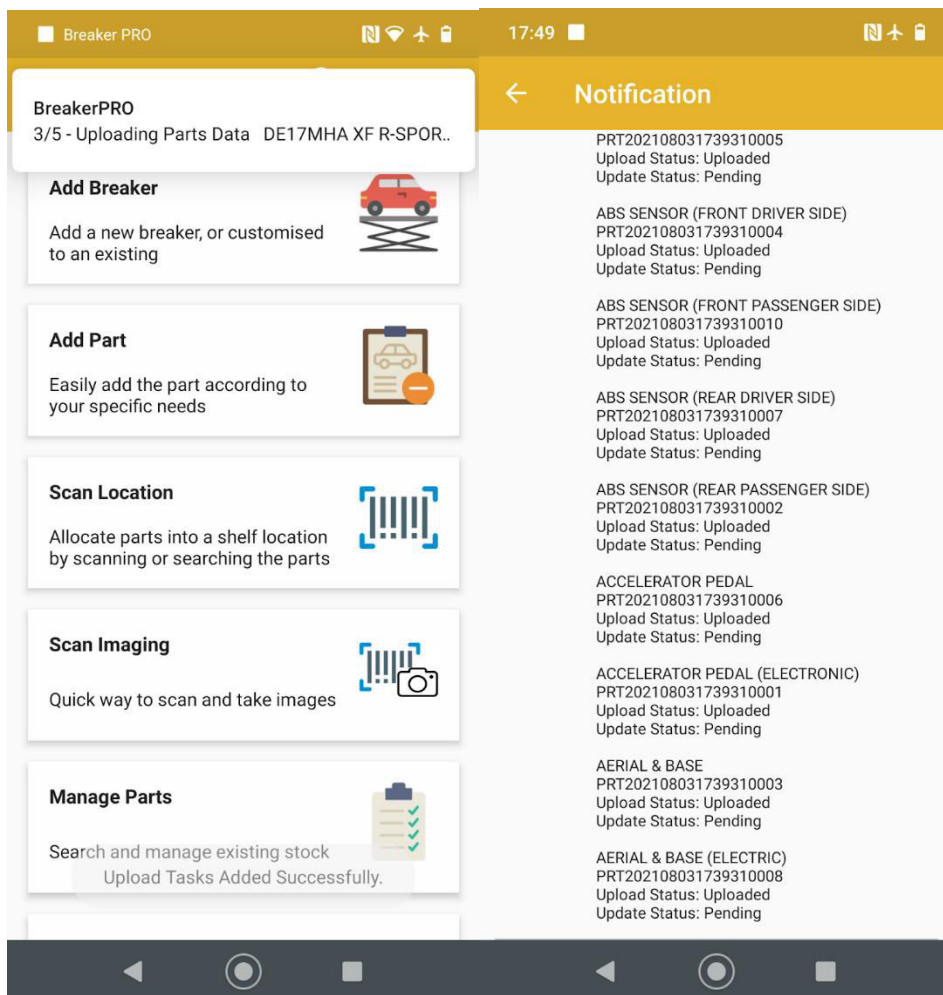 Breaker PRO
BreakerPRO
3/5 - Uploading Parts Data DE17MHA XF R-SPOR..
Add Breaker
Add a new breaker, or customised
to an existing
Add Part
Easily add the part according to
your specific needs
Scan Location
Allocate parts into a shelf location
by scanning or searching the parts
Scan Imaging
Quick way to scan and take images
Manage Parts
Search and manage existing stock
Upload Tasks Added Successfully.
17:49
Notification
PRT202108031739310005
Upload Status: Uploaded
Update Status: Pending
ABS SENSOR (FRONT DRIVER SIDE)
PRT202108031739310004
Upload Status: Uploaded
Update Status: Pending
ABS SENSOR (FRONT PASSENGER SIDE)
PRT202108031739310010
Upload Status: Uploaded
Update Status: Pending
ABS SENSOR (REAR DRIVER SIDE)
PRT202108031739310007
Upload Status: Uploaded
Update Status: Pending
ABS SENSOR (REAR PASSENGER SIDE)
PRT202108031739310002
Upload Status: Uploaded
Update Status: Pending
ACCELERATOR PEDAL
PRT202108031739310006
Upload Status: Uploaded
Update Status: Pending
ACCELERATOR PEDAL (ELECTRONIC)
PRT202108031739310001
Upload Status: Uploaded
Update Status: Pending
AERIAL & BASE
PRT202108031739310003
Upload Status: Uploaded
Update Status: Pending
AERIAL & BASE (ELECTRIC)
PRT202108031739310008
Upload Status: Uploaded
Update Status: Pending